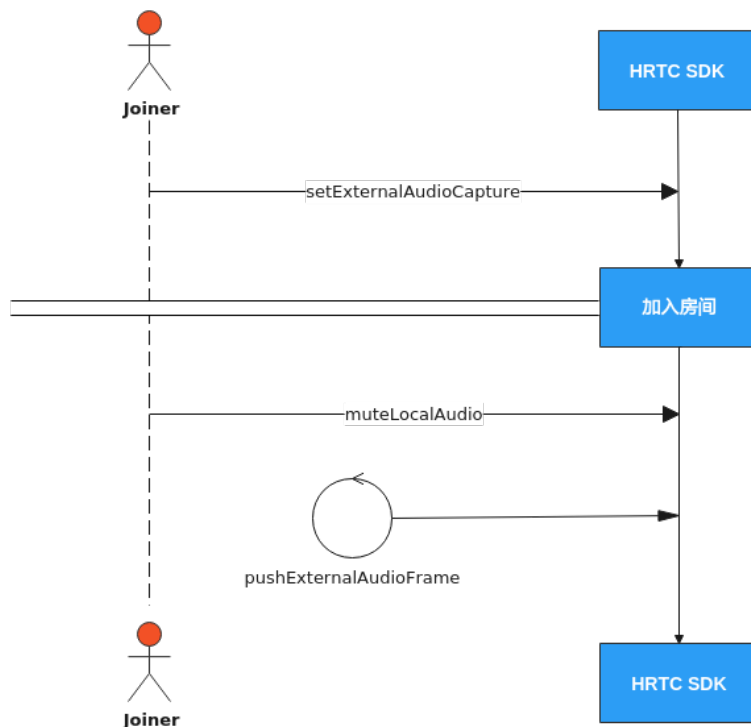 HRTC SDK
Joiner
setExternalAudioCapture
加入房间
muteLocalAudio
pushExternalAudioFrame
HRTC SDK
Joiner